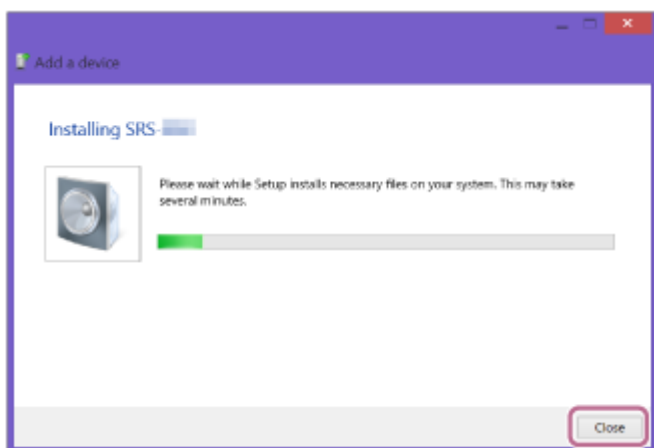 Add a device
Installing SRS-
Please wait while Setup installs necessary files on your system. This may take
several minutes.
Close